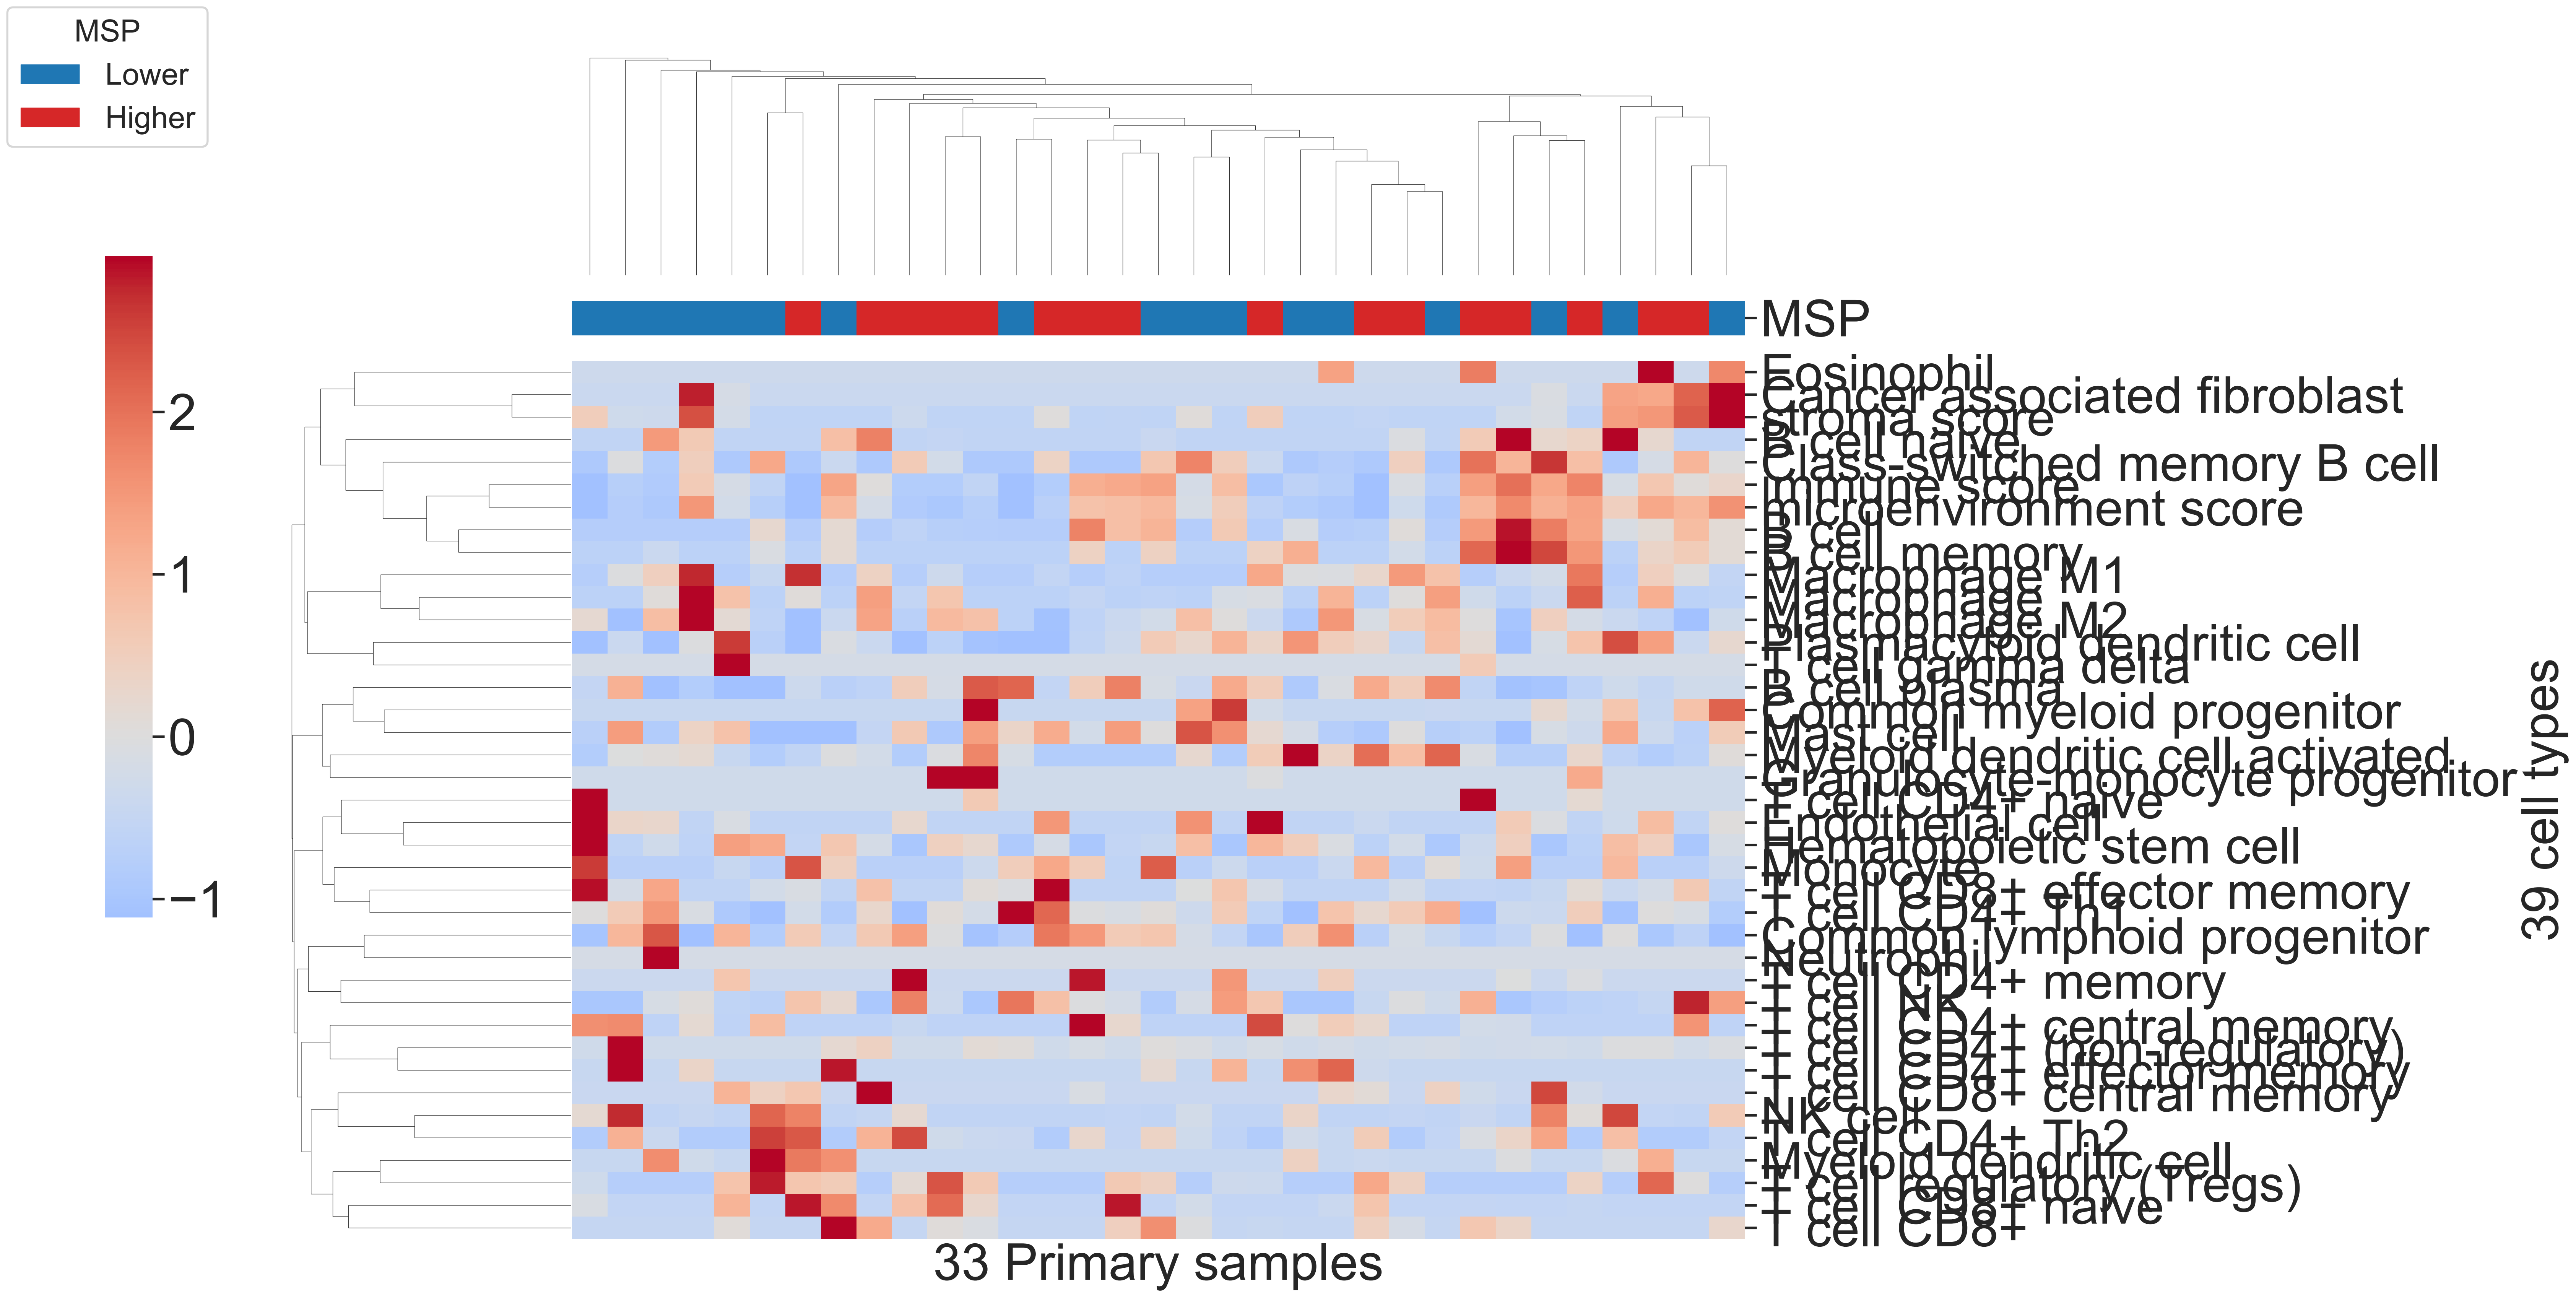 MSP
Lower
Higher
2
1
0
−1
MSP
Eosinophil
Cancer associated fibroblast
stroma score
B cell naive
Class-switched memory B cell
immune score
microenvironment score
B cell
B cell memory
Macrophage M1
Macrophage
Macrophage M2
Plasmacytoid dendritic cell
T cell gamma delta
B cell plasma
Common myeloid progenitor
Mast cell
Myeloid dendritic cell activated
Granulocyte-monocyte progenitor
T cell CD4+ naive
Endothelial cell
Hematopoietic stem cell
Monocyte
T cell CD8+ effector memory
T cell CD4+ Th1
Common lymphoid progenitor
Neutrophil
T cell CD4+ memory
T cell NK
T cell CD4+ central memory
T cell CD4+ (non-regulatory)
T cell CD4+ effector memory
T cell CD8+ central memory
NK cell
T cell CD4+ Th2
Myeloid dendritic cell
T cell regulatory (Tregs)
T cell CD8+ naive
T cell CD8+
39 cell types
33 Primary samples